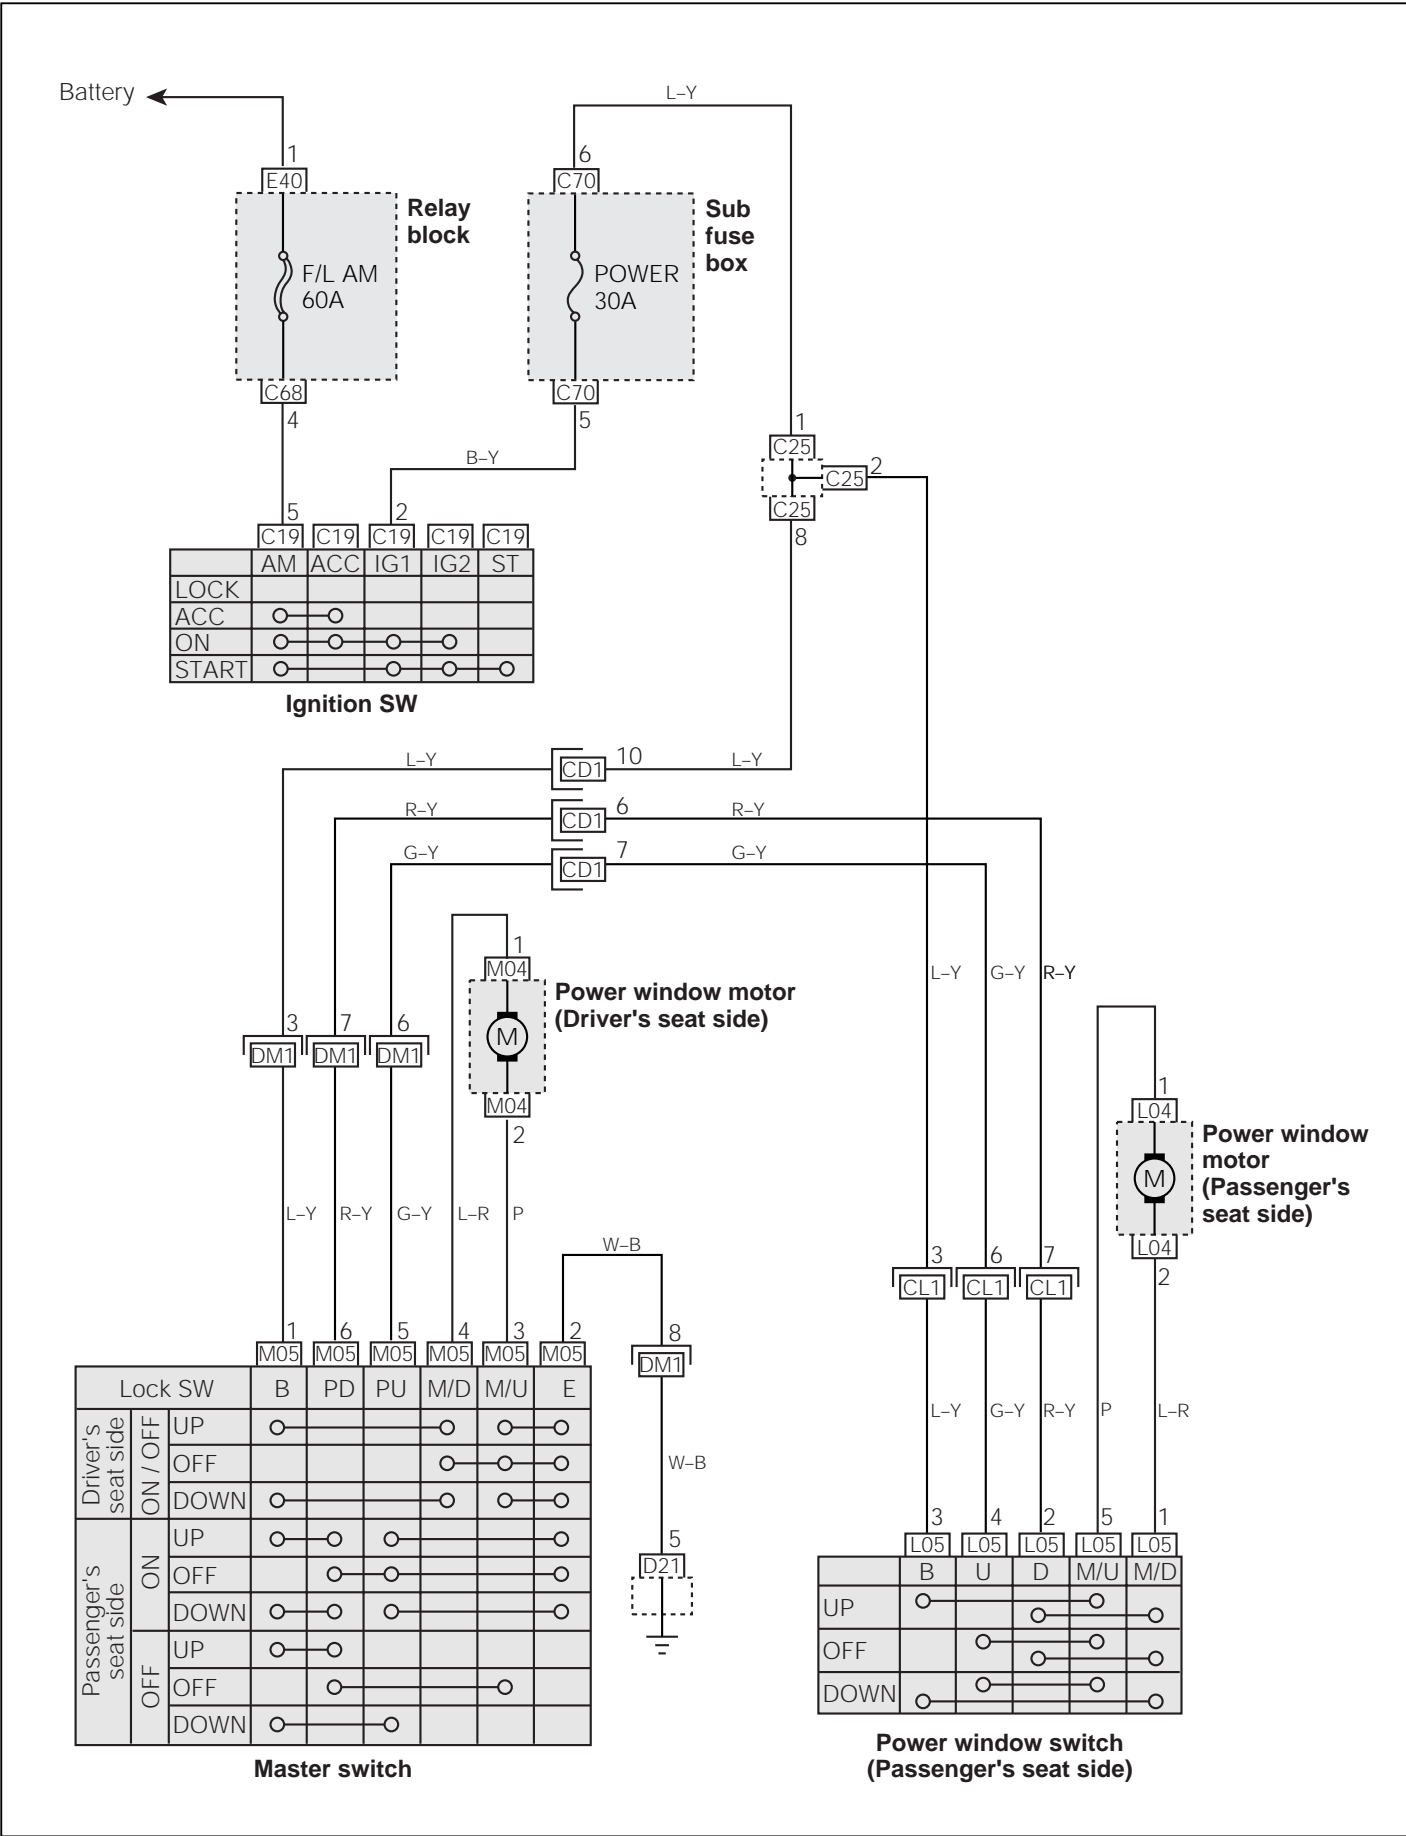 Battery
L–Y
1
6
E40
C70
Relay
block
Sub
fuse
box
F/L AM
60A
POWER
30A
C68
C70
4
5
1
C25
B–Y
C25
2
C25
8
5
2
C19
C19
C19
C19
C19
AM
ACC
IG1
IG2
ST
LOCK
ACC
ON
START
Ignition SW
L–Y
CD1
10
L–Y
R–Y
CD1
6
R–Y
G–Y
CD1
7
G–Y
1
M04
L–Y
G–Y
R–Y
Power window motor
(Driver's seat side)
M
3
7
6
DM1
DM1
DM1
M04
2
1
L04
Power window
motor
(Passenger's
seat side)
M
L04
2
L–Y
R–Y
G–Y
L–R
P
W–B
3
6
7
CL1
CL1
CL1
1
6
5
4
3
2
M05
M05
M05
M05
M05
M05
8
DM1
Lock SW
B
PD
PU
M/D
M/U
E
L–Y
G–Y
R–Y
P
L–R
Driver's
seat side
ON / OFF
UP
OFF
DOWN
W–B
Passenger's
seat side
ON
UP
OFF
DOWN
OFF
UP
OFF
DOWN
Master switch
5
D21
3
4
2
5
1
L05
L05
L05
L05
L05
B
U
D
M/U
M/D
UP
OFF
DOWN
Power window switch
(Passenger's seat side)